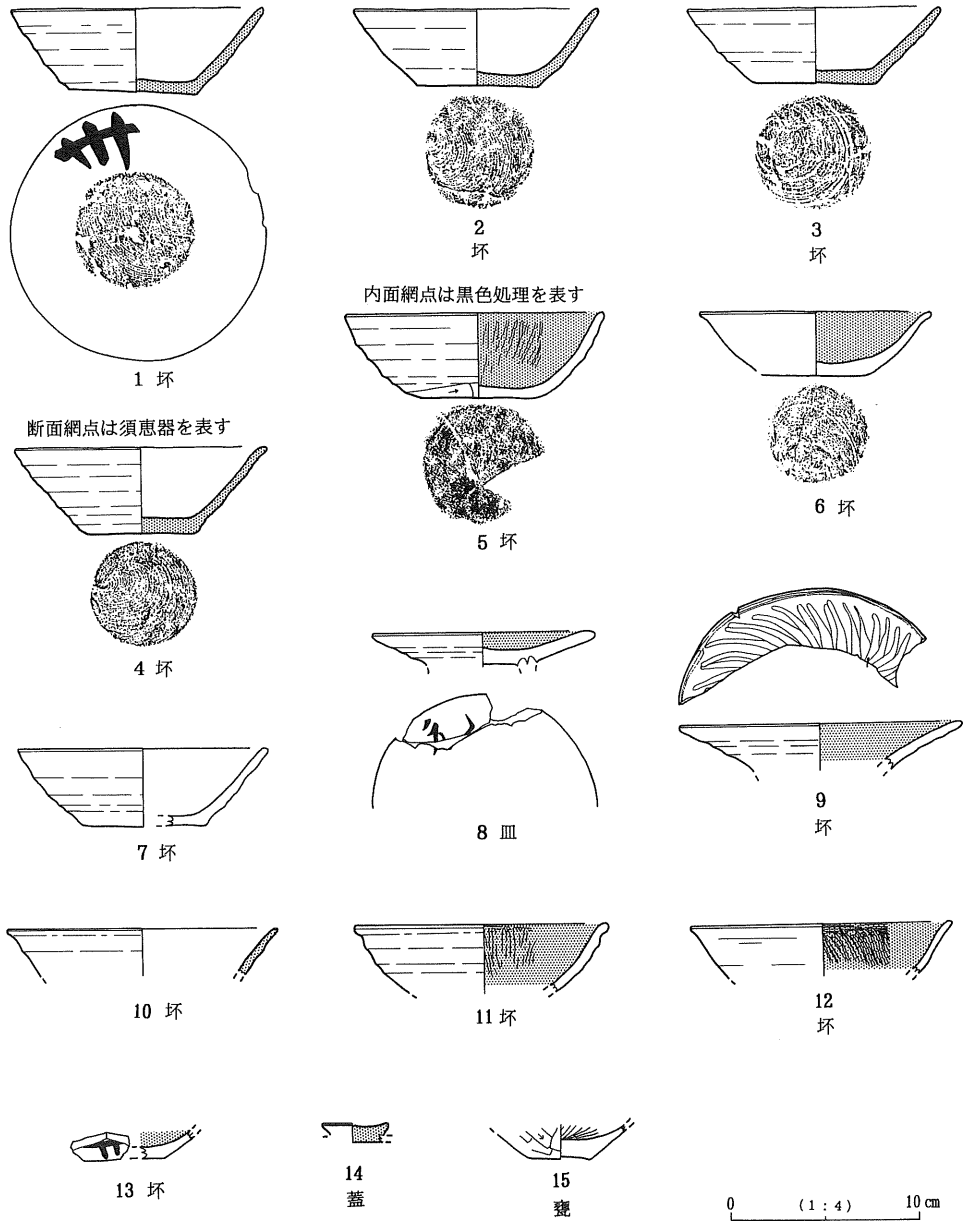 1 坏
2
坏
3
坏
断面網点は須恵器を表す
4 坏
内面網点は黒色処理を表す
5 坏
6 坏
7 坏
8 皿
9
坏
10 坏
11 坏
12
坏
13 坏
14
蓋
15
甕
0 (1：4) 10 cm